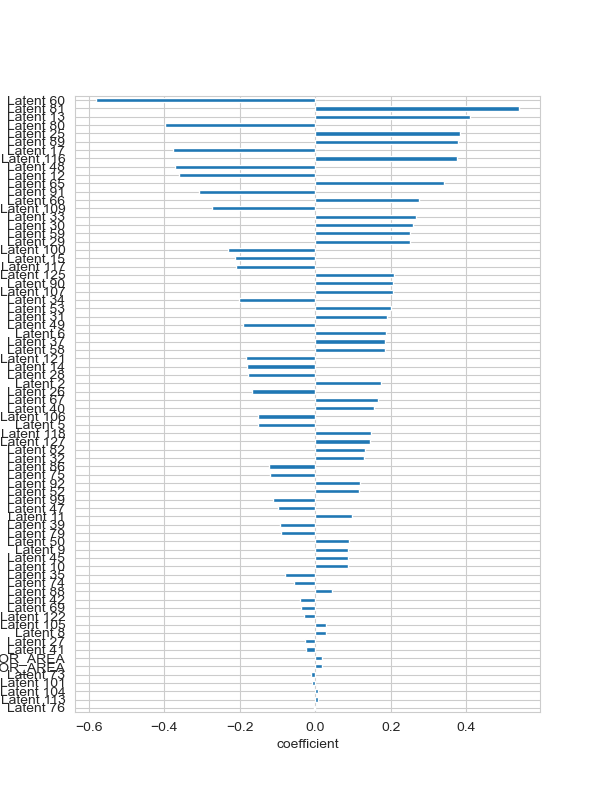 Latent 60
Latent 81
Latent 13
Latent 80
Latent 25
Latent 89
Latent 17
Latent 116
Latent 48
Latent 12
Latent 65
Latent 91
Latent 66
Latent 109
Latent 33
Latent 30
Latent 59
Latent 29
Latent 100
Latent 15
Latent 117
Latent 125
Latent 90
Latent 107
Latent 34
Latent 53
Latent 31
Latent 49
Latent 6
Latent 37
Latent 58
Latent 121
Latent 14
Latent 28
Latent 2
Latent 26
Latent 67
Latent 40
Latent 106
Latent 5
Latent 118
Latent 127
Latent 82
Latent 32
Latent 86
Latent 75
Latent 92
Latent 52
Latent 99
Latent 47
Latent 11
Latent 39
Latent 79
Latent 50
Latent 9
Latent 45
Latent 10
Latent 35
Latent 74
Latent 88
Latent 42
Latent 69
Latent 122
Latent 105
Latent 8
Latent 27
Latent 41
OR_AREA
OR_AREA
Latent 73
Latent 101
Latent 104
Latent 113
Latent 76
−0.6 −0.4 −0.2 0.0 0.2 0.4
coefficient